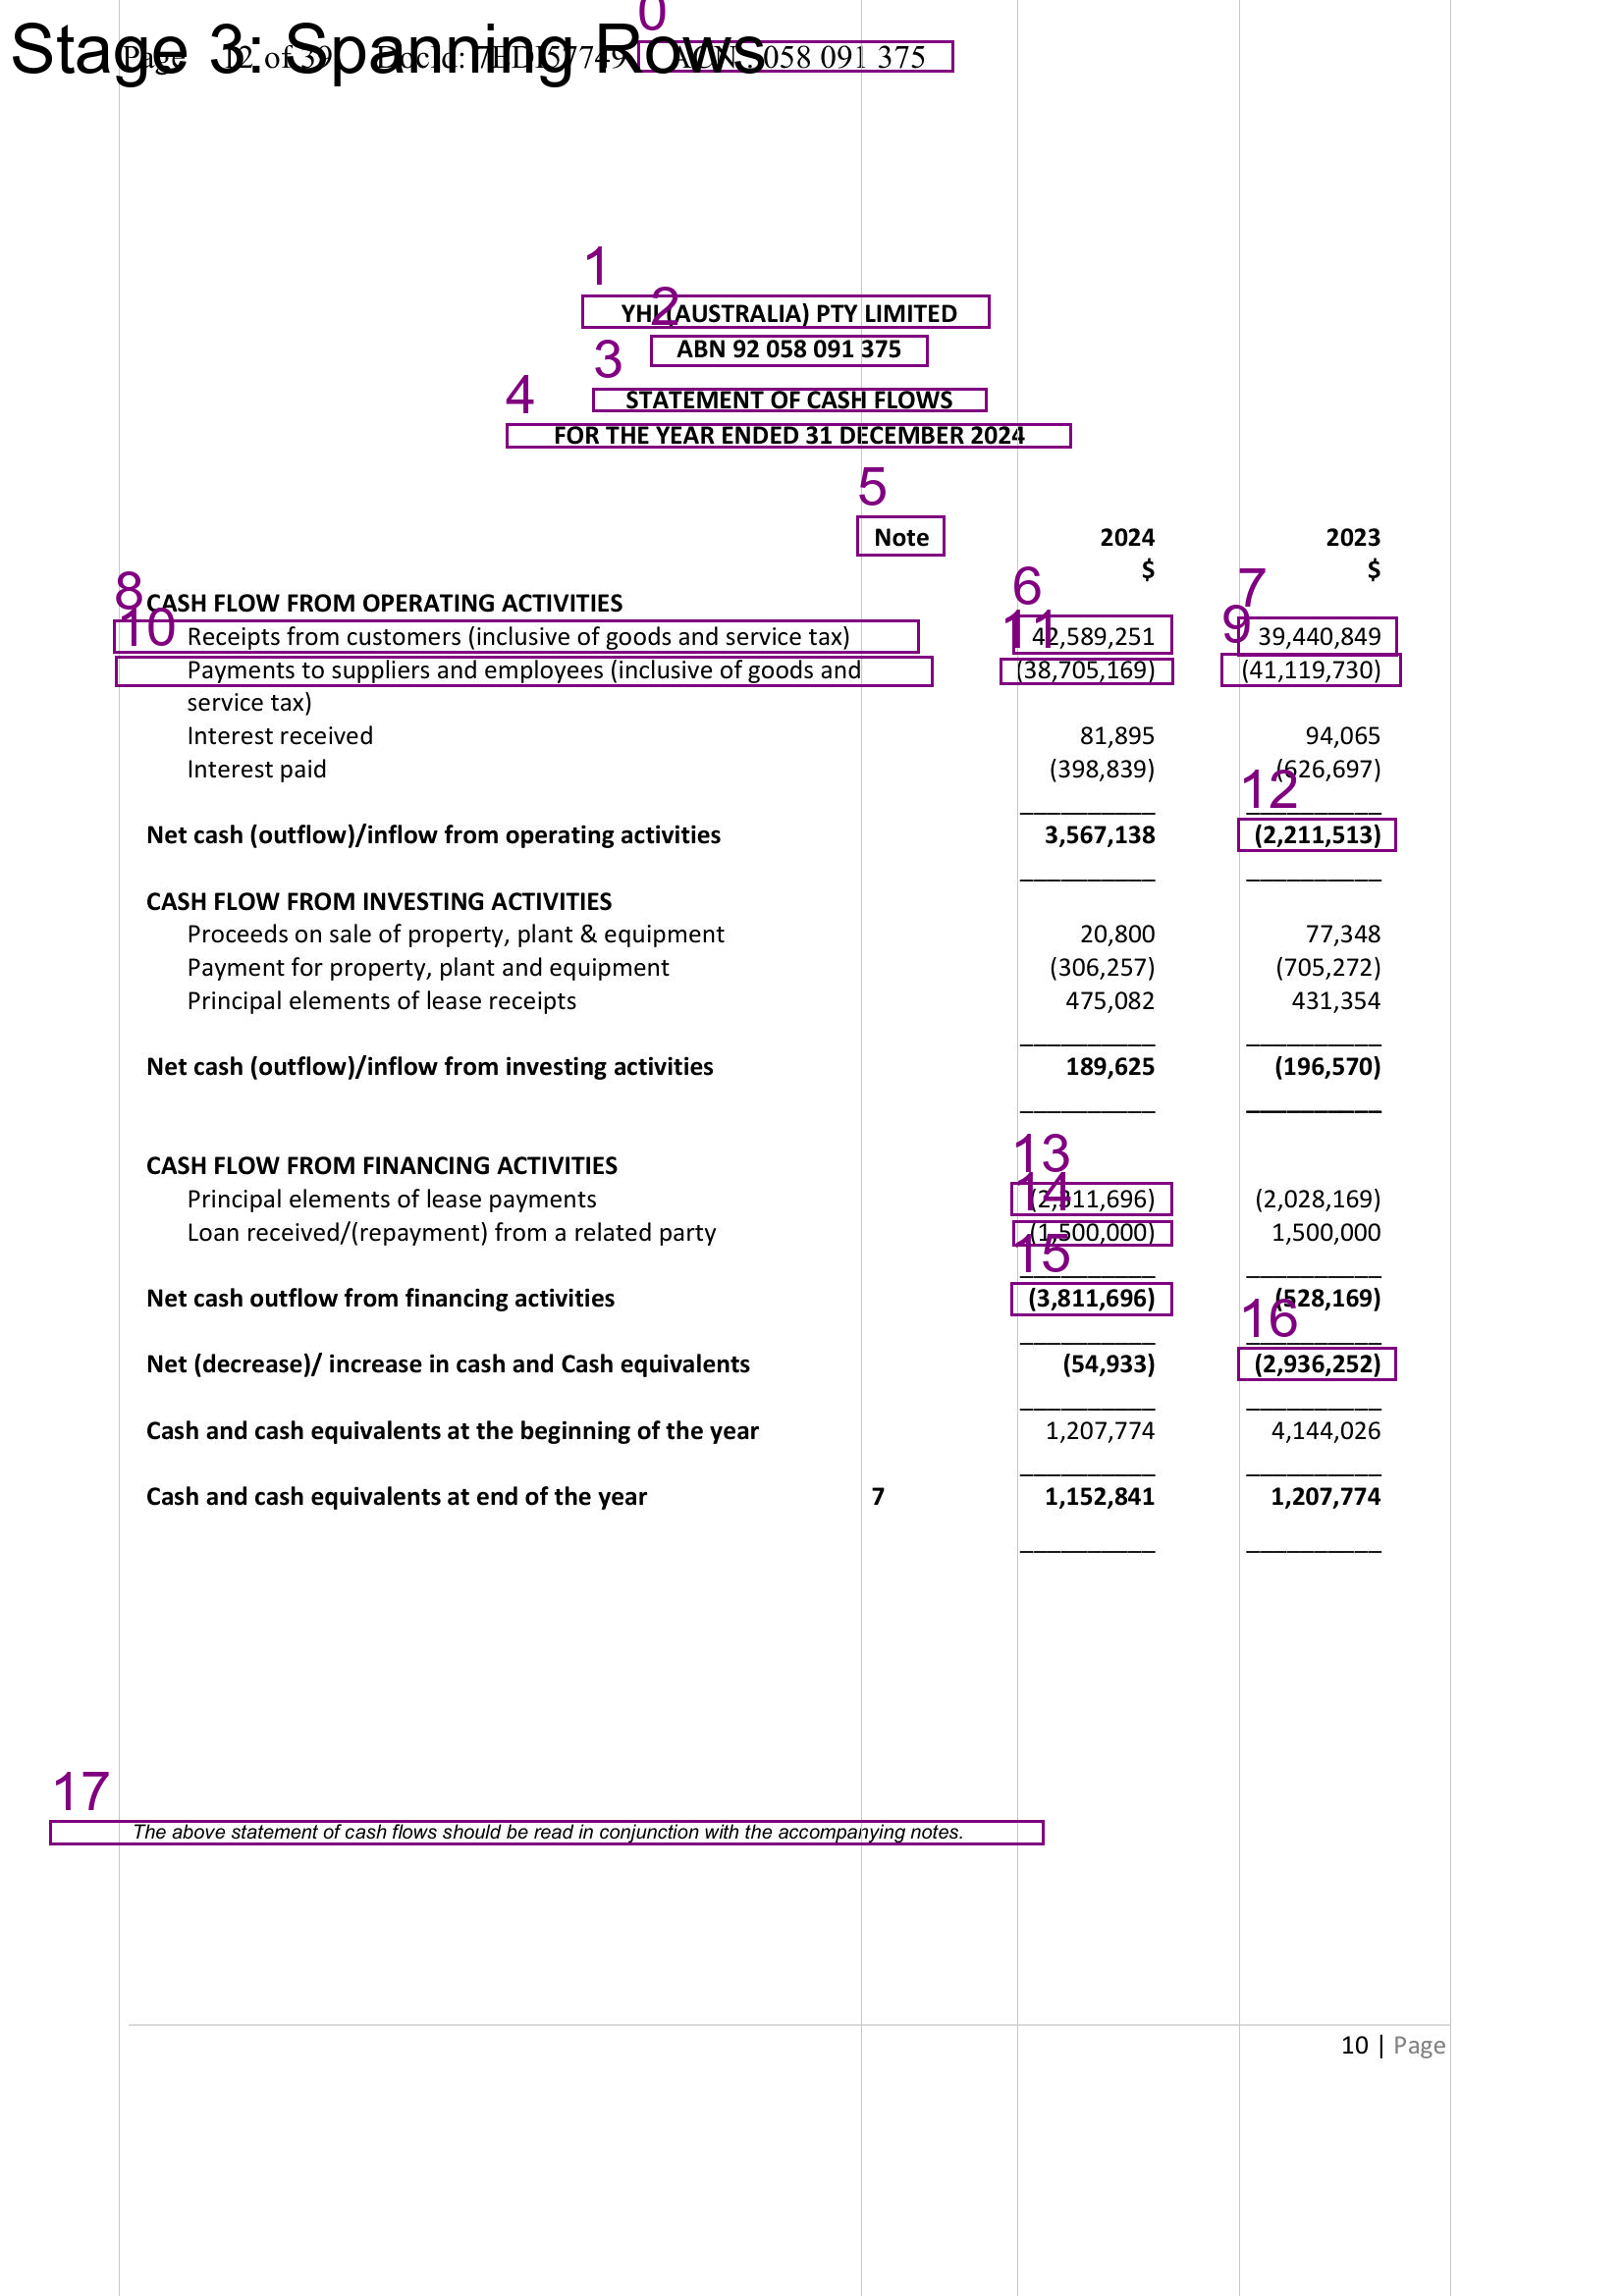 Stage 3: Spanning Rows
Page 12 of 39 DocId: 7EDI57749 ACN : 058 091 375
0
1
YHI (AUSTRALIA) PTY LIMITED
2
ABN 92 058 091 375
3
STATEMENT OF CASH FLOWS
4
FOR THE YEAR ENDED 31 DECEMBER 2024
5
Note 2024 2023
$ $
6 7
8 CASH FLOW FROM OPERATING ACTIVITIES
10 Receipts from customers (inclusive of goods and service tax) 11 42,589,251 9 39,440,849
Payments to suppliers and employees (inclusive of goods and (38,705,169) (41,119,730)
service tax)
Interest received 81,895 94,065
Interest paid (398,839) (626,697)
12
Net cash (outflow)/inflow from operating activities 3,567,138 (2,211,513)
CASH FLOW FROM INVESTING ACTIVITIES
Proceeds on sale of property, plant & equipment 20,800 77,348
Payment for property, plant and equipment (306,257) (705,272)
Principal elements of lease receipts 475,082 431,354
Net cash (outflow)/inflow from investing activities 189,625 (196,570)
13
CASH FLOW FROM FINANCING ACTIVITIES
Principal elements of lease payments 14 (2,311,696) (2,028,169)
Loan received/(repayment) from a related party (1,500,000) 1,500,000
15
Net cash outflow from financing activities (3,811,696) (528,169)
16
Net (decrease)/ increase in cash and Cash equivalents (54,933) (2,936,252)
Cash and cash equivalents at the beginning of the year 1,207,774 4,144,026
Cash and cash equivalents at end of the year 7 1,152,841 1,207,774
17
The above statement of cash flows should be read in conjunction with the accompanying notes.
10 | Page